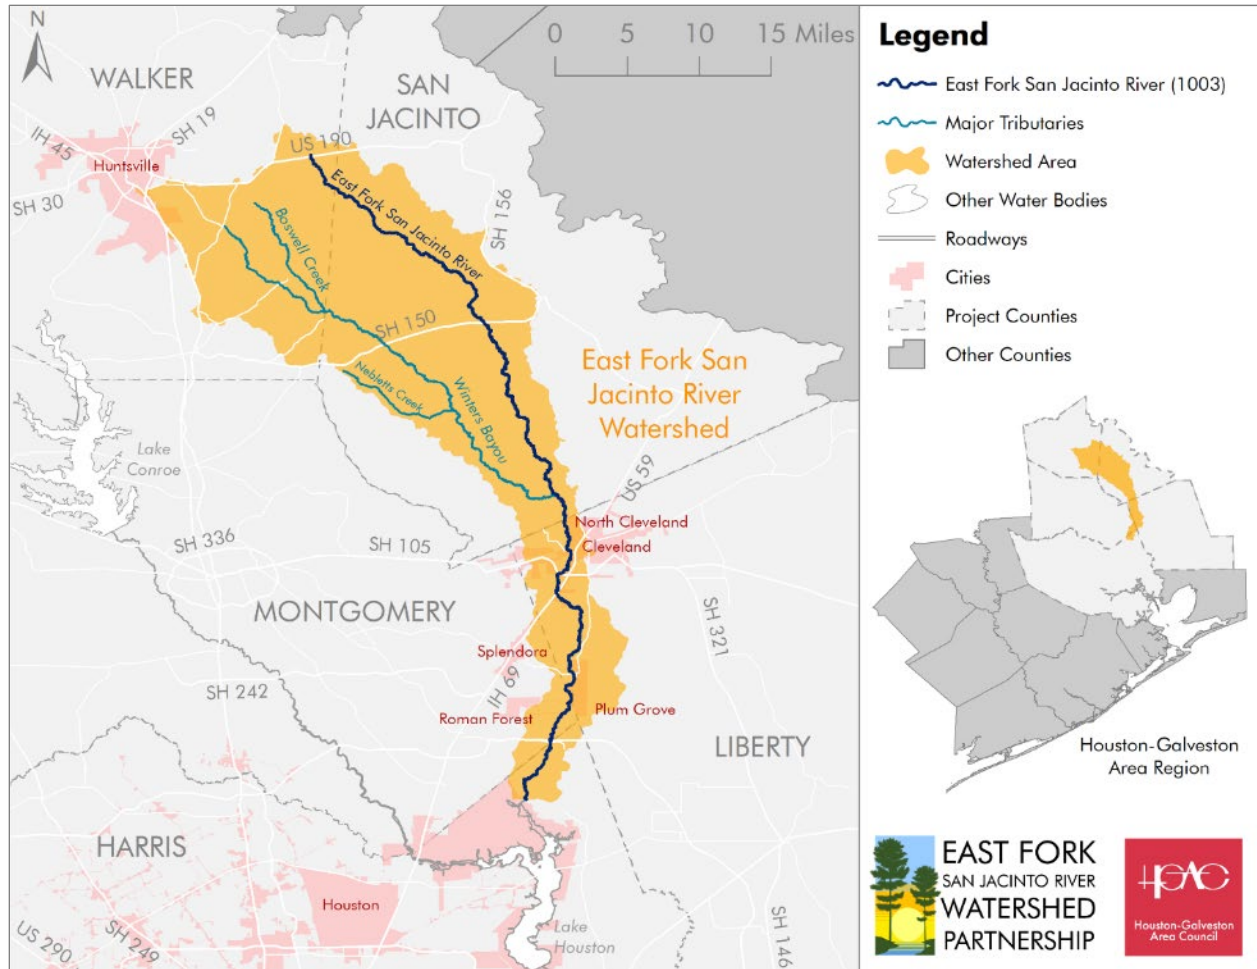 N
0 5 10 15 Miles
WALKER
SAN
JACINTO
IH 45
SH 19
US 190
Huntsville
SH 30
East Fork San Jacinto River
SH 156
Boswell Creek
SH 150
East Fork San
Jacinto River
Watershed
Nebletts Creek
Winters Bayou
Lake
Conroe
US 59
North Cleveland
Cleveland
SH 336
SH 105
MONTGOMERY
SH 321
Splendora
IH 69
SH 242
Roman Forest
Plum Grove
LIBERTY
HARRIS
Houston
Lake
Houston
US 290
SH 249
SH 146
Legend
East Fork San Jacinto River (1003)
Major Tributaries
Watershed Area
Other Water Bodies
Roadways
Cities
Project Counties
Other Counties
Houston-Galveston
Area Region
EAST FORK
SAN JACINTO RIVER
WATERSHED
PARTNERSHIP
HGAC
Houston-Galveston
Area Council